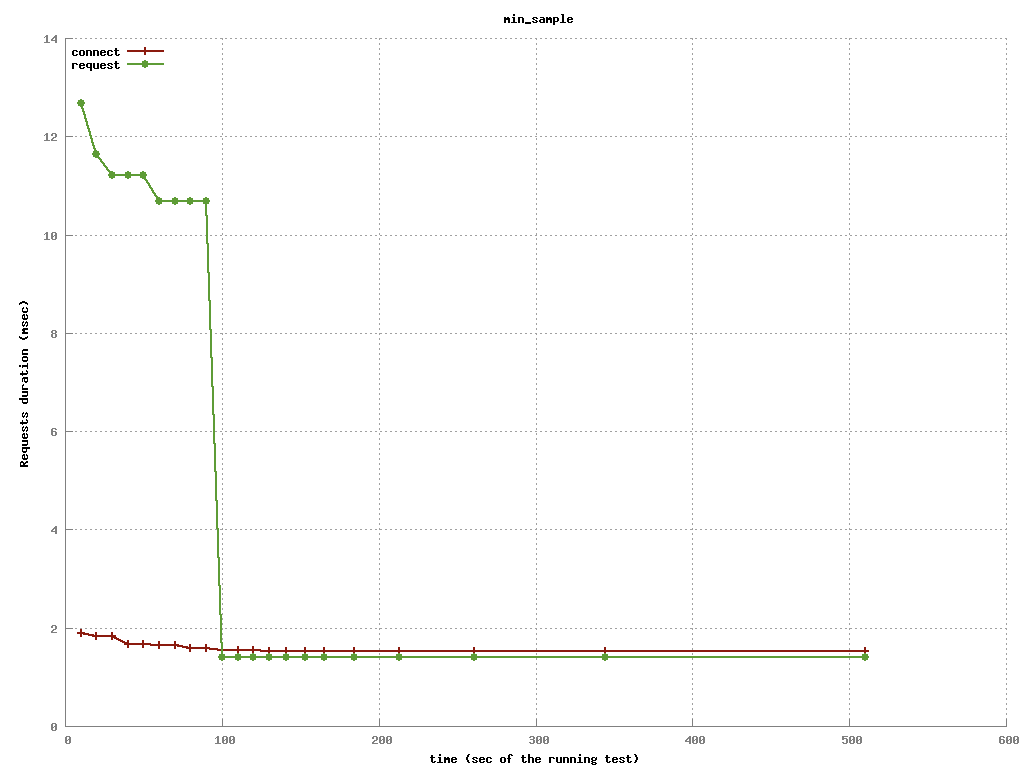 min_sample
connect
request
14
12
10
8
6
4
2
0
Requests duration (msec)
0 100 200 300 400 500 600
time (sec of the running test)